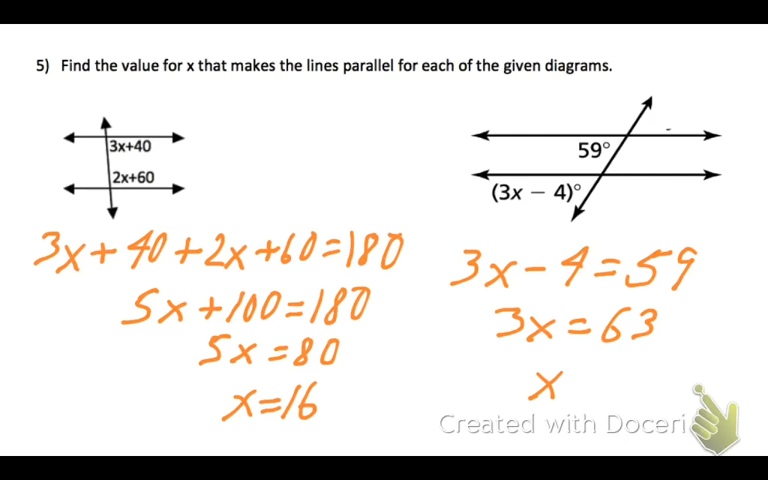 5) Find the value for x that makes the lines parallel for each of the given diagrams.
3x+40
2x+60
59°
(3x − 4)°
3x+40+2x+60=180
5x+100=180
5x=80
x=16
3x-4=59
3x=63
x
Created with Doceri